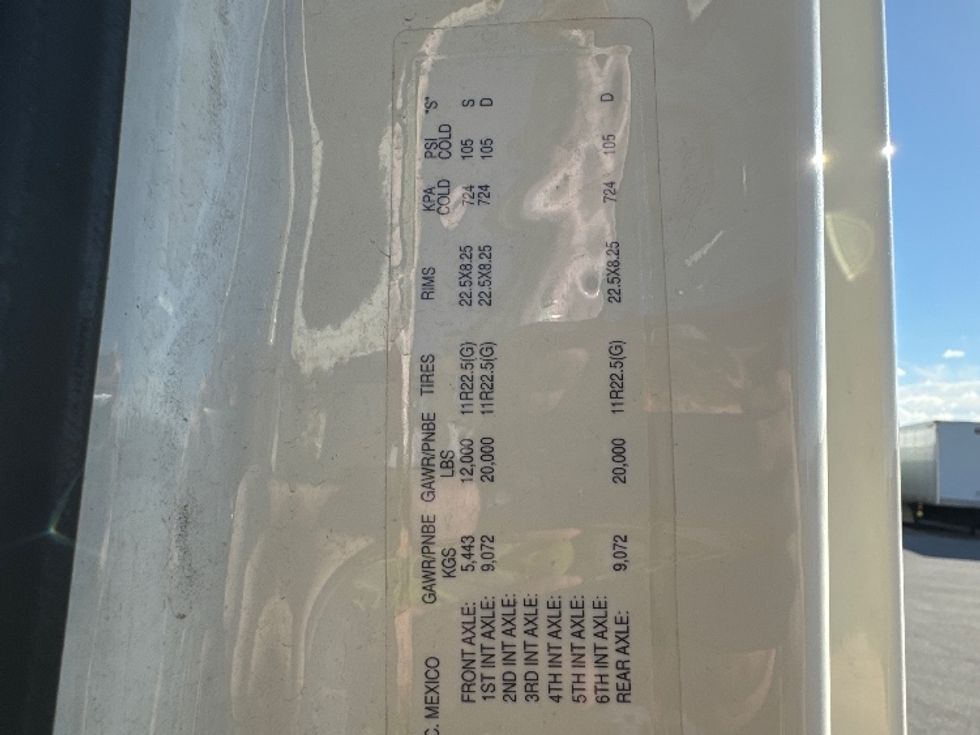 C. MEXICO GAWR/PNBE GAWR/PNBE TIRES RIMS KPA PSI *S*
KGS LBS COLD COLD
FRONT AXLE: 5,443 12,000 11R22.5(G) 22.5X8.25 724 105 S
1ST INT AXLE: 9,072 20,000 11R22.5(G) 22.5X8.25 724 105 D
2ND INT AXLE:
3RD INT AXLE:
4TH INT AXLE:
5TH INT AXLE:
6TH INT AXLE:
REAR AXLE: 9,072 20,000 11R22.5(G) 22.5X8.25 724 105 D